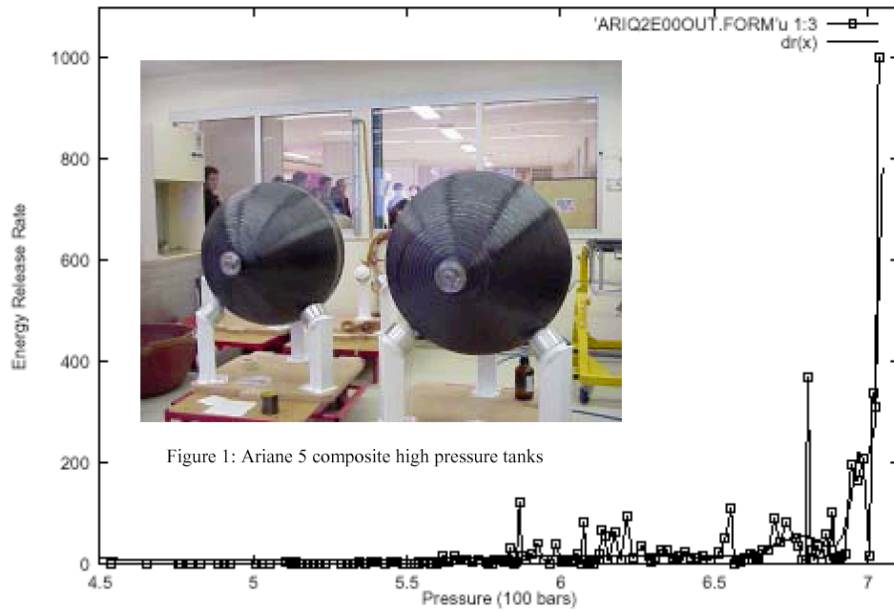 1000
800
600
400
200
0
Energy Release Rate
'ARIQ2E00OUT.FORM'u 1:3
dr(x)
Figure 1: Ariane 5 composite high pressure tanks
4.5 5 5.5 6 6.5 7
Pressure (100 bars)